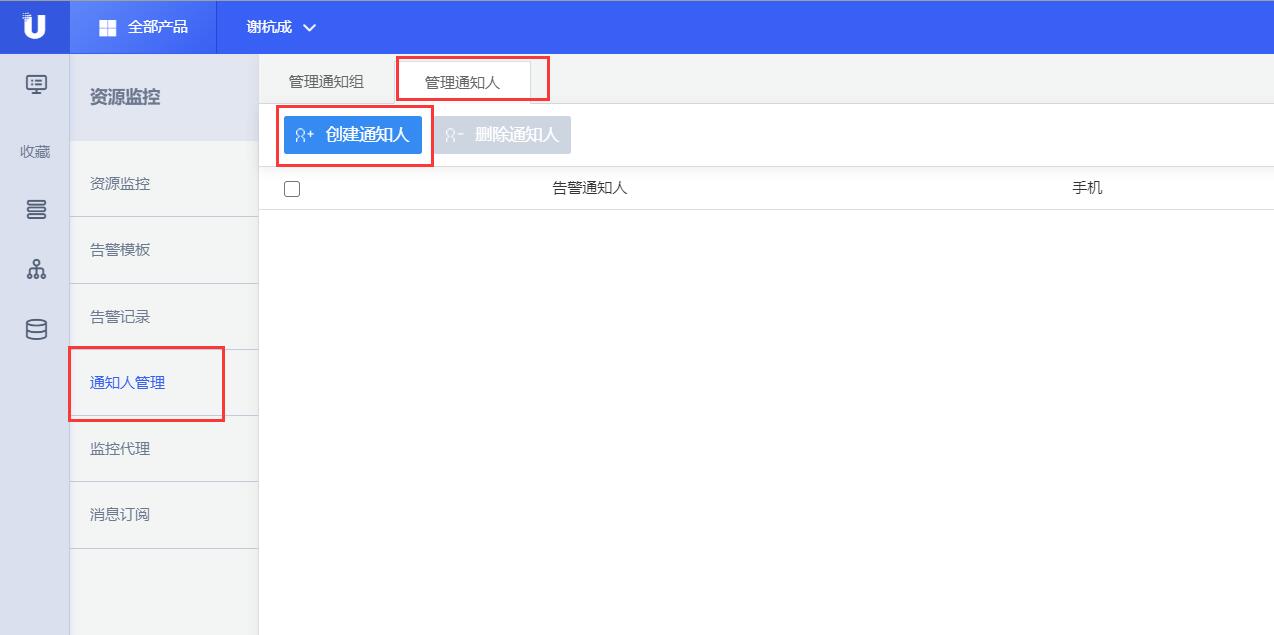 U
全部产品
谢杭成
资源监控
收藏
资源监控
告警模板
告警记录
通知人管理
监控代理
消息订阅
管理通知组
管理通知人
创建通知人
删除通知人
告警通知人
手机